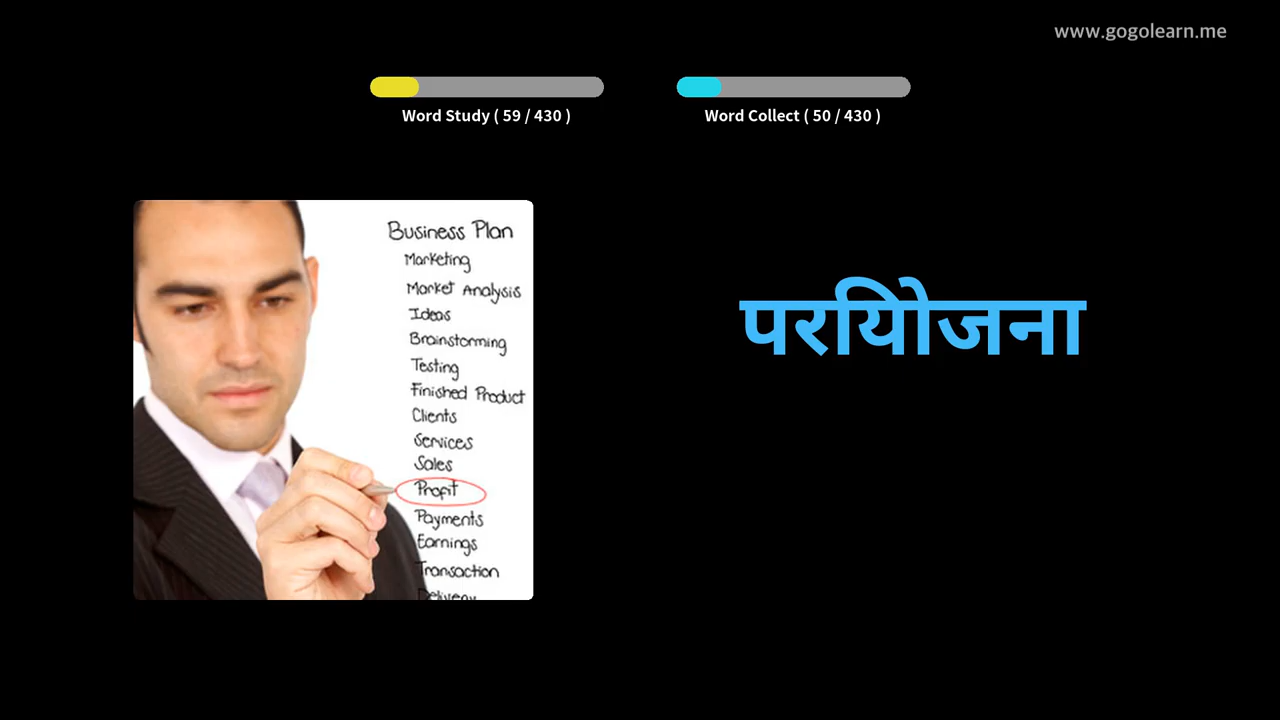 www.gogolearn.me
Word Study ( 59 / 430 )
Word Collect ( 50 / 430 )
Business Plan
Marketing
Market Analysis
Ideas
Brainstorming
Testing
Finished Product
Clients
Services
Sales
Profit
Payments
Earnings
Transaction
Delivery
परियोजना